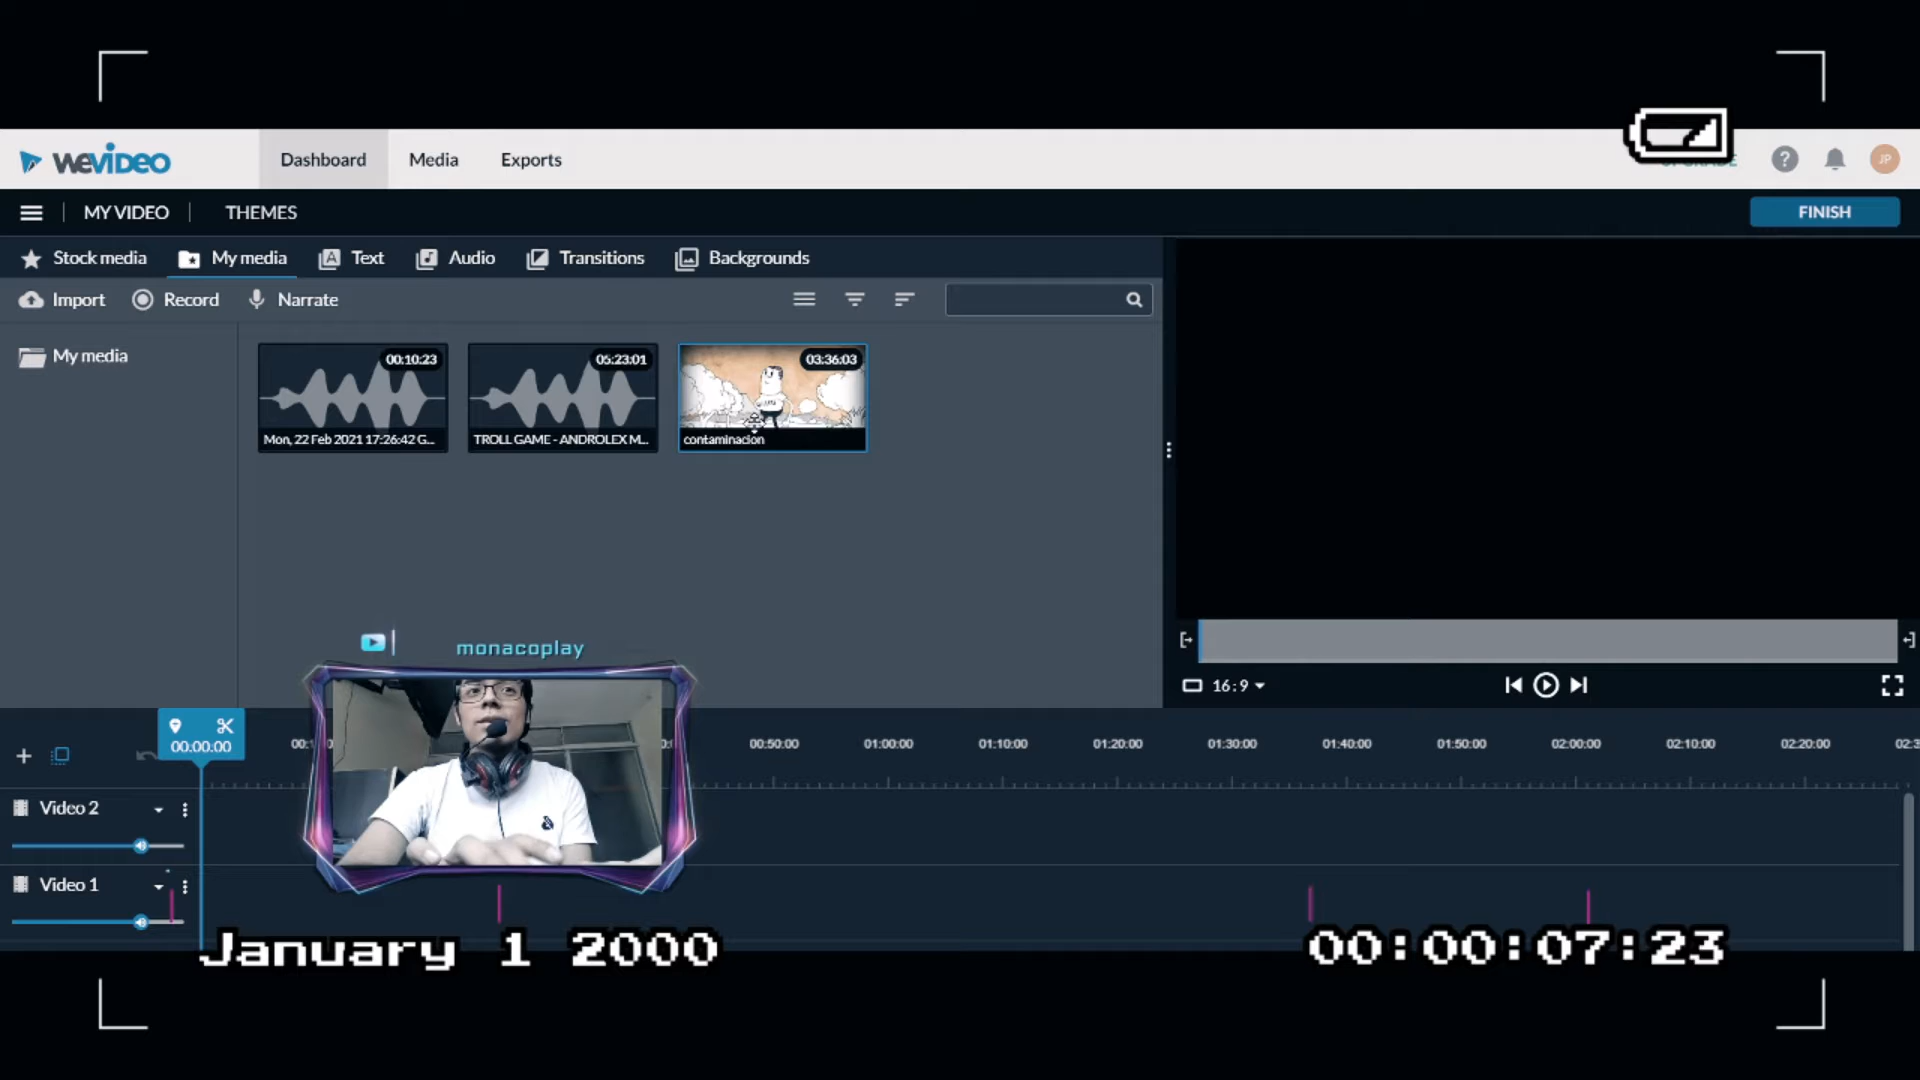 WEVIDEO
Dashboard
Media
Exports
JP
MY VIDEO
THEMES
FINISH
Stock media
My media
Text
Audio
Transitions
Backgrounds
Import
Record
Narrate
My media
00:10:23
Mon, 22 Feb 2021 17:26:42 G...
05:23:01
TROLL GAME - ANDROLEX M...
03:36:03
contaminacion
monacoplay
16:9
00:00:00
00:50:00
01:00:00
01:10:00
01:20:00
01:30:00
01:40:00
01:50:00
02:00:00
02:10:00
02:20:00
Video 2
Video 1
January 1 2000
00:00:07:23